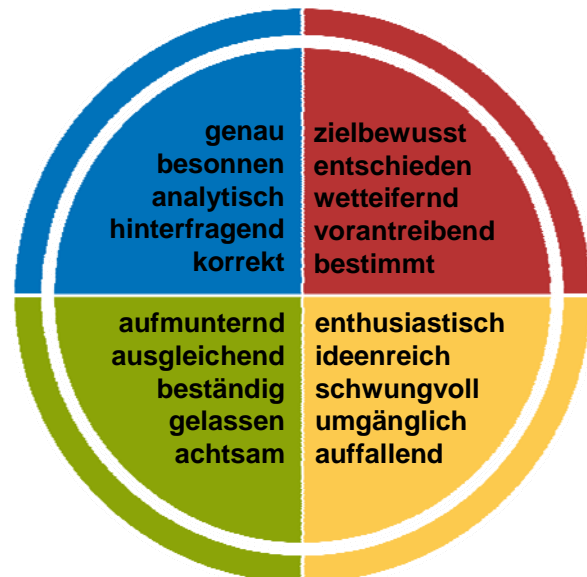 genau
besonnen
analytisch
hinterfragend
korrekt
zielbewusst
entschieden
wetteifernd
vorantreibend
bestimmt
aufmunternd
ausgleichend
beständig
gelassen
achtsam
enthusiastisch
ideenreich
schwungvoll
umgänglich
auffallend